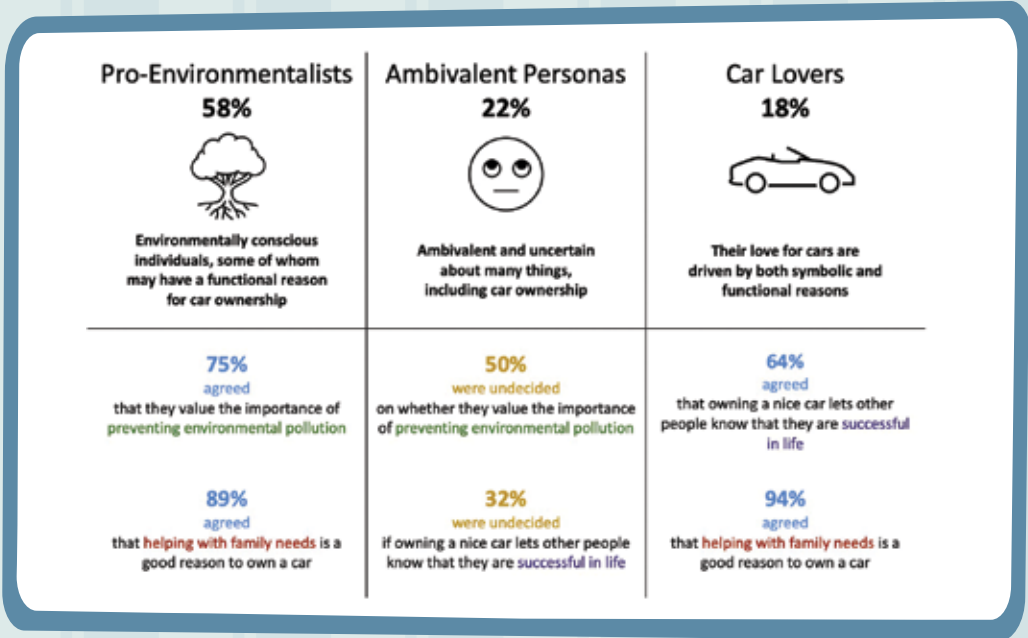 Pro-Environmentalists
58%
Environmentally conscious
individuals, some of whom
may have a functional reason
for car ownership
75%
agreed
that they value the importance of
preventing environmental pollution
89%
agreed
that helping with family needs is a
good reason to own a car
Ambivalent Personas
22%
Ambivalent and uncertain
about many things,
including car ownership
50%
were undecided
on whether they value the importance
of preventing environmental pollution
32%
were undecided
if owning a nice car lets other people
know that they are successful in life
Car Lovers
18%
Their love for cars are
driven by both symbolic and
functional reasons
64%
agreed
that owning a nice car lets other
people know that they are successful
in life
94%
agreed
that helping with family needs is a
good reason to own a car